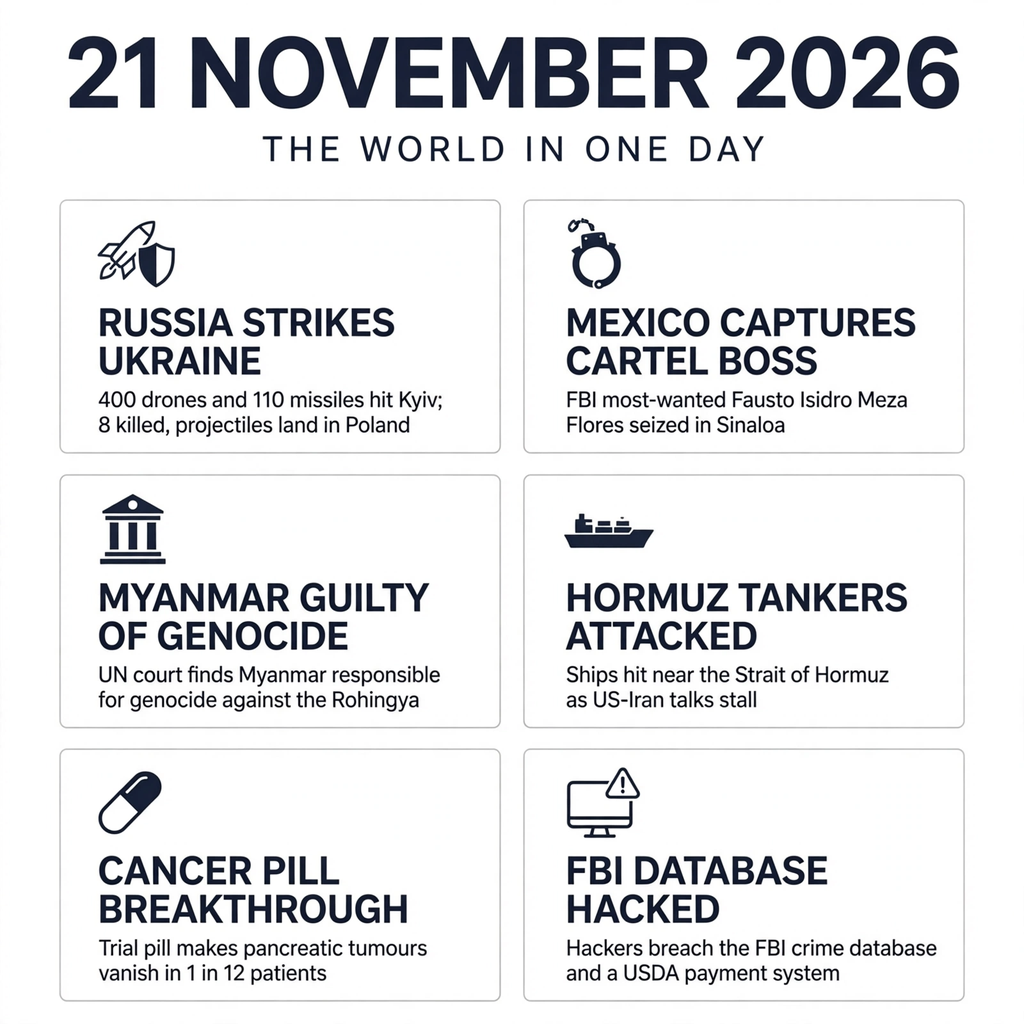 21 NOVEMBER 2026
THE WORLD IN ONE DAY
RUSSIA STRIKES
UKRAINE
400 drones and 110 missiles hit Kyiv;
8 killed, projectiles land in Poland
MEXICO CAPTURES
CARTEL BOSS
FBI most-wanted Fausto Isidro Meza
Flores seized in Sinaloa
MYANMAR GUILTY
OF GENOCIDE
UN court finds Myanmar responsible
for genocide against the Rohingya
HORMUZ TANKERS
ATTACKED
Ships hit near the Strait of Hormuz
as US-Iran talks stall
CANCER PILL
BREAKTHROUGH
Trial pill makes pancreatic tumours
vanish in 1 in 12 patients
FBI DATABASE
HACKED
Hackers breach the FBI crime database
and a USDA payment system